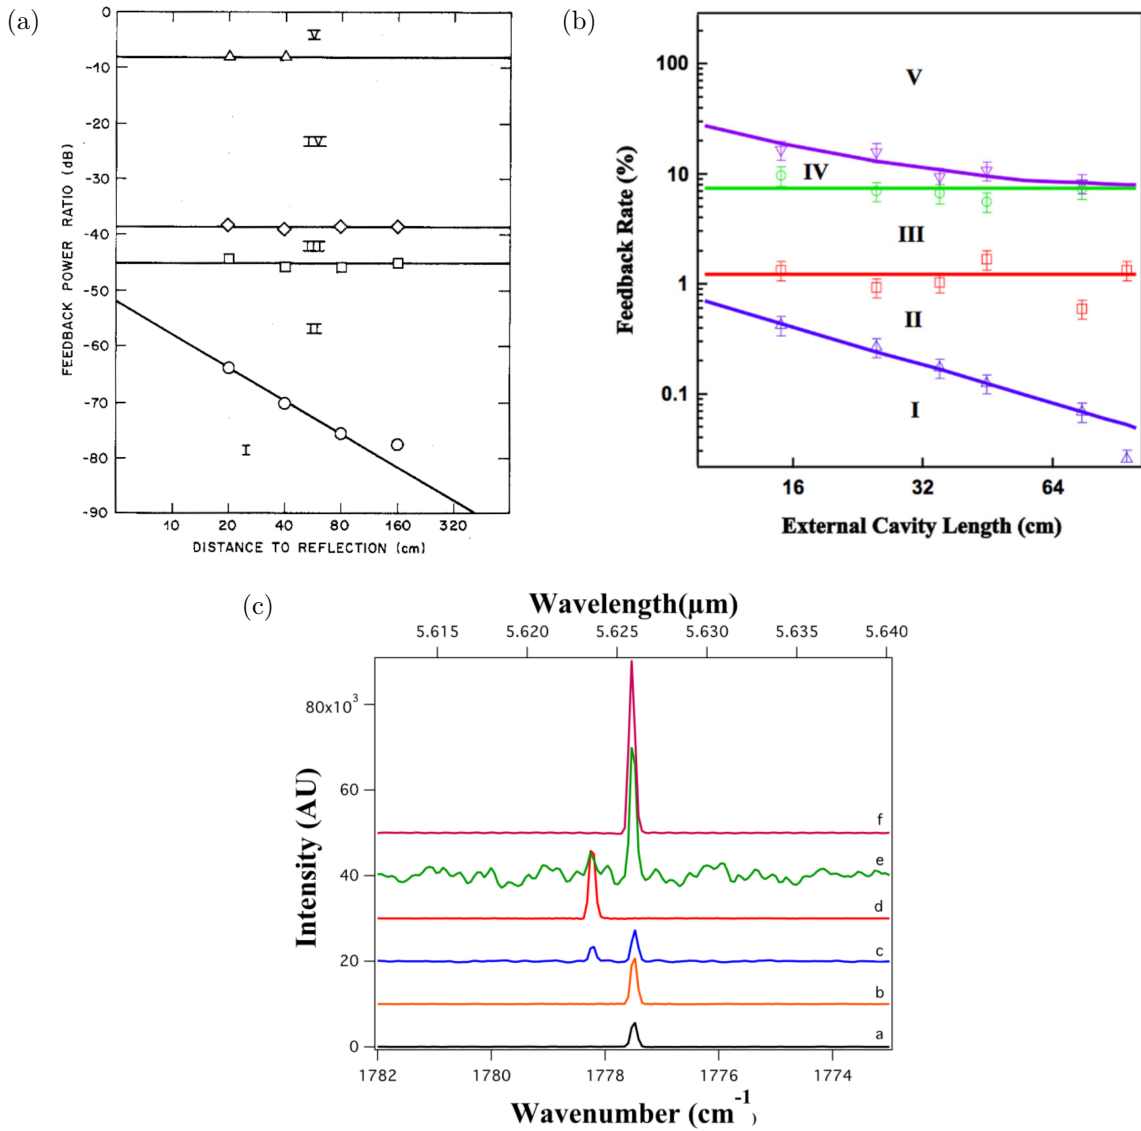 (a)
0
-10
-20
-30
-40
-50
-60
-70
-80
-90
FEEDBACK POWER RATIO (dB)
V
IV
III
II
I
10 20 40 80 160 320
DISTANCE TO REFLECTION (cm)
(b)
100
10
1
0.1
Feedback Rate (%)
V
IV
III
II
I
16 32 64
External Cavity Length (cm)
(c)
Wavelength(µm)
5.615 5.620 5.625 5.630 5.635 5.640
80x10³
60
40
20
0
Intensity (AU)
f
e
d
c
b
a
1782 1780 1778 1776 1774
Wavenumber (cm⁻¹)